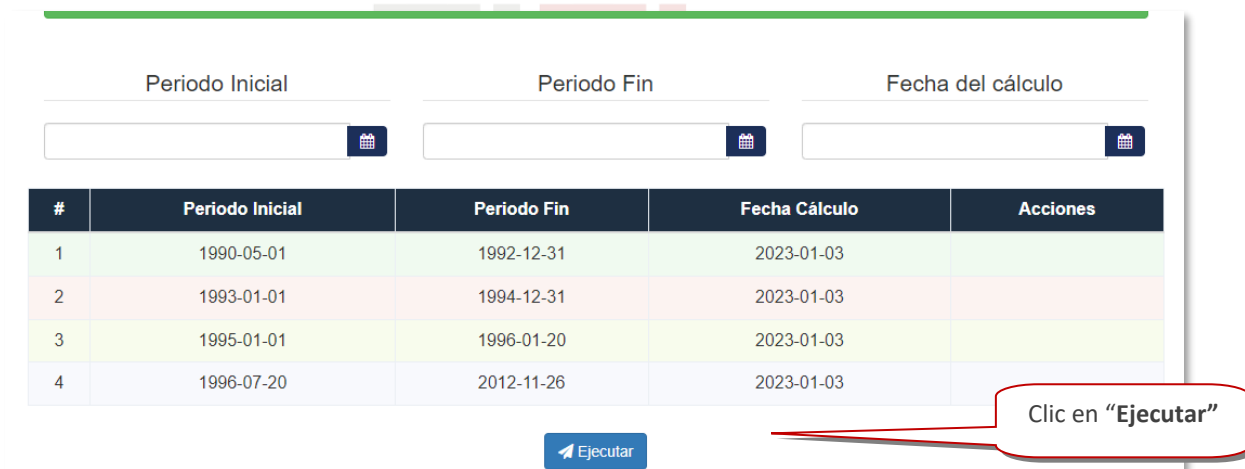 Periodo Inicial Periodo Fin Fecha del cálculo
# Periodo Inicial Periodo Fin Fecha Cálculo Acciones
1 1990-05-01 1992-12-31 2023-01-03
2 1993-01-01 1994-12-31 2023-01-03
3 1995-01-01 1996-01-20 2023-01-03
4 1996-07-20 2012-11-26 2023-01-03
Clic en “Ejecutar”
Ejecutar